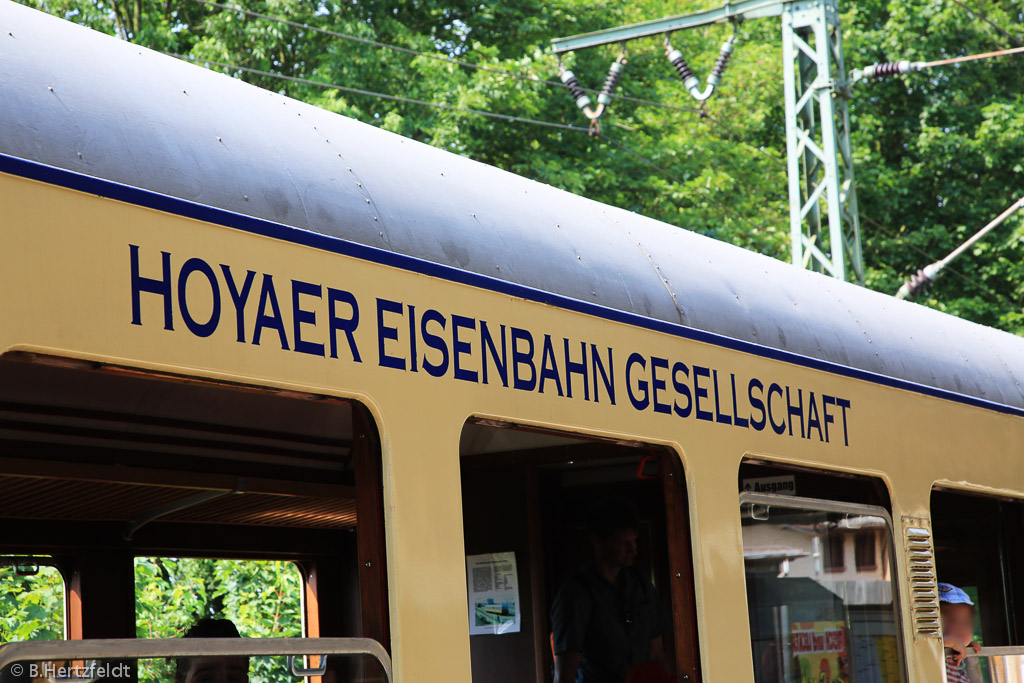 HOYAER EISENBAHN GESELLSCHAFT
Ausgang
© B.Hertzfeldt